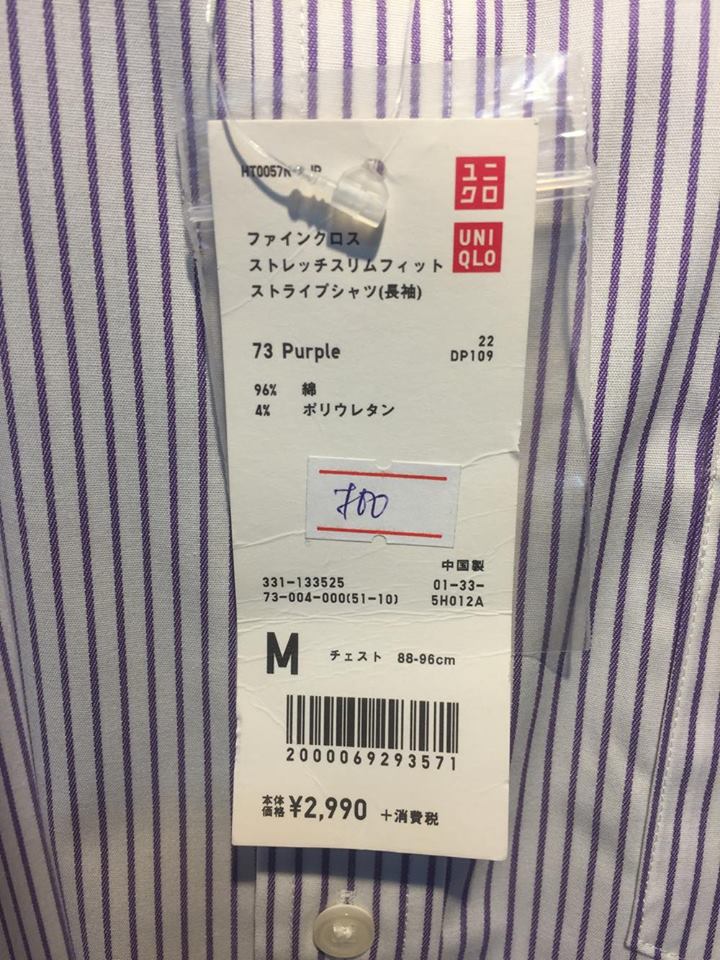 ユニ
クロ
UNI
QLO
ファインクロス
ストレッチスリムフィット
ストライプシャツ(長袖)
73 Purple
22
DP109
96% 綿
4% ポリウレタン
700
中国製
331-133525 01-33-
73-004-000(51-10) 5H012A
M チェスト 88-96cm
2000069293571
本体価格 ¥2,990 +消費税